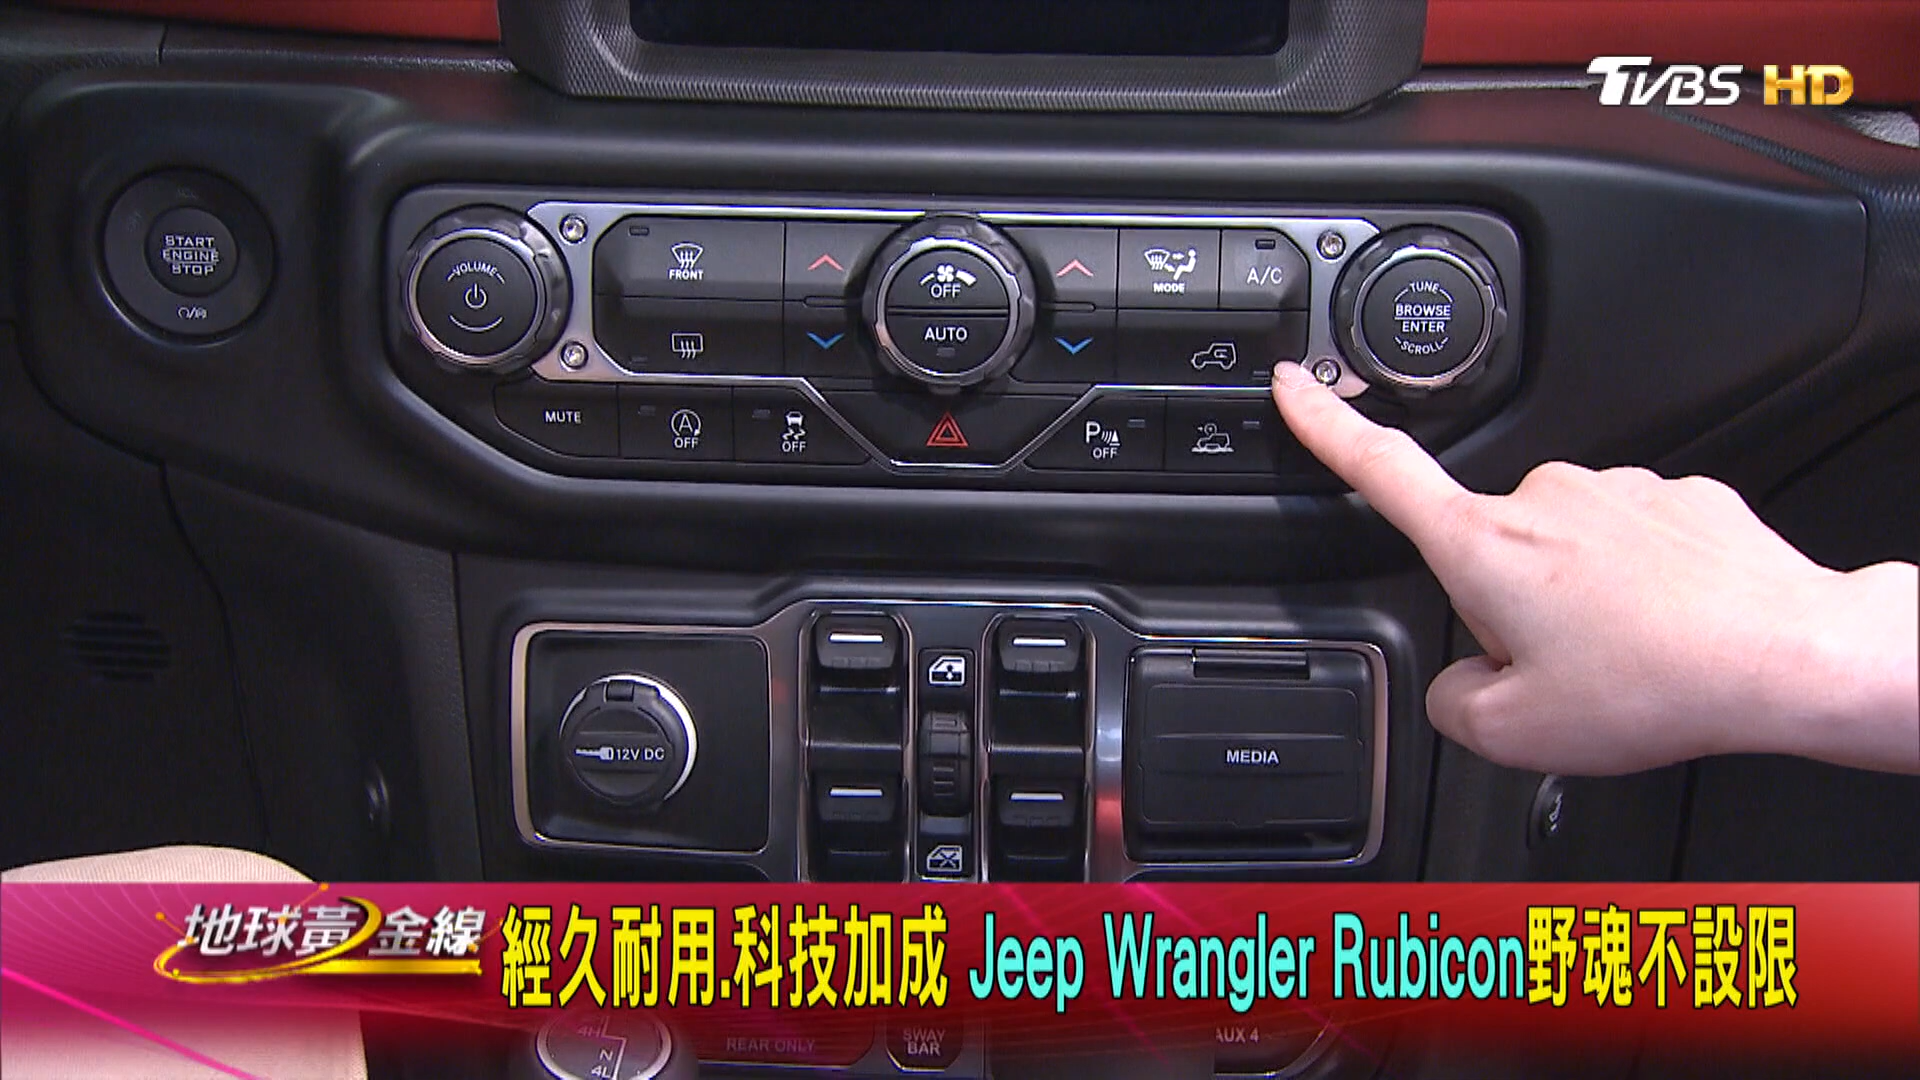 TVBS HD
START
ENGINE
STOP
VOLUME
FRONT
OFF
AUTO
MODE
A/C
TUNE
BROWSE
ENTER
SCROLL
MUTE
A
OFF
OFF
P
OFF
12V DC
MEDIA
地球黃金線
經久耐用.科技加成 Jeep Wrangler Rubicon野魂不設限
4H
N
4L
REAR ONLY
SWAY
BAR
AUX 4